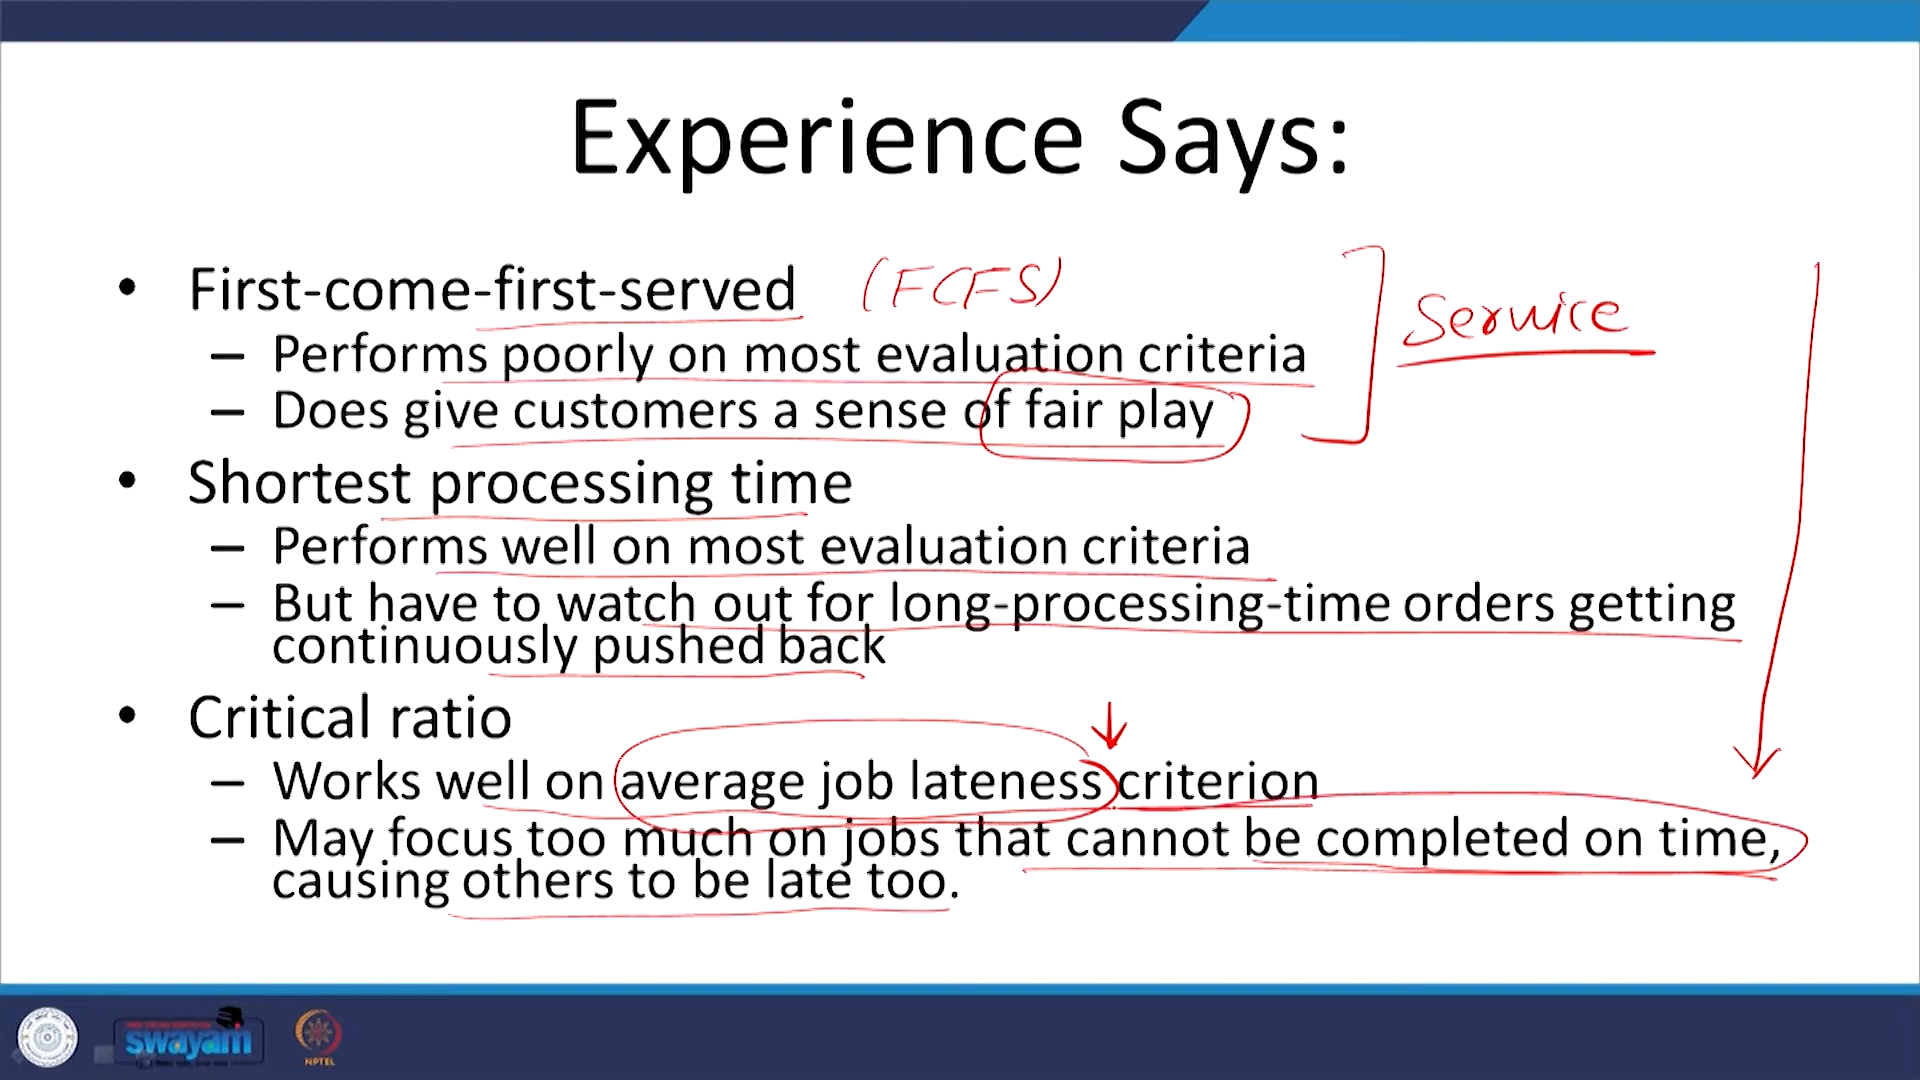 Experience Says:
• First-come-first-served (FCFS)
– Performs poorly on most evaluation criteria
– Does give customers a sense of fair play
Service
• Shortest processing time
– Performs well on most evaluation criteria
– But have to watch out for long-processing-time orders getting
continuously pushed back
• Critical ratio
– Works well on average job lateness criterion
– May focus too much on jobs that cannot be completed on time,
causing others to be late too.
swayam
NPTEL